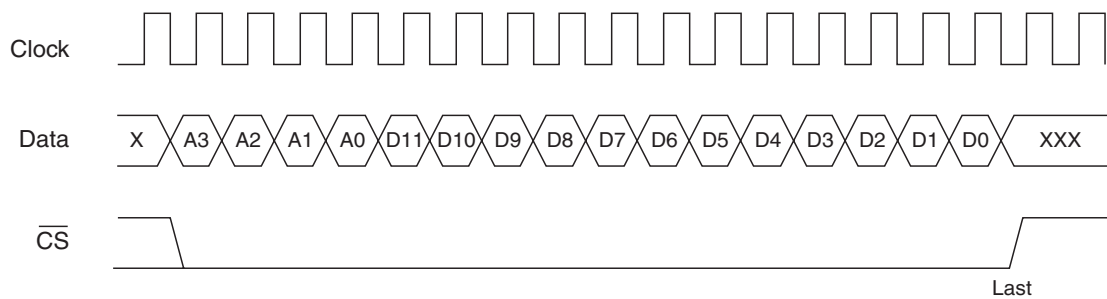 Clock
Data X A3 A2 A1 A0 D11 D10 D9 D8 D7 D6 D5 D4 D3 D2 D1 D0 XXX
C̅S̅
Last